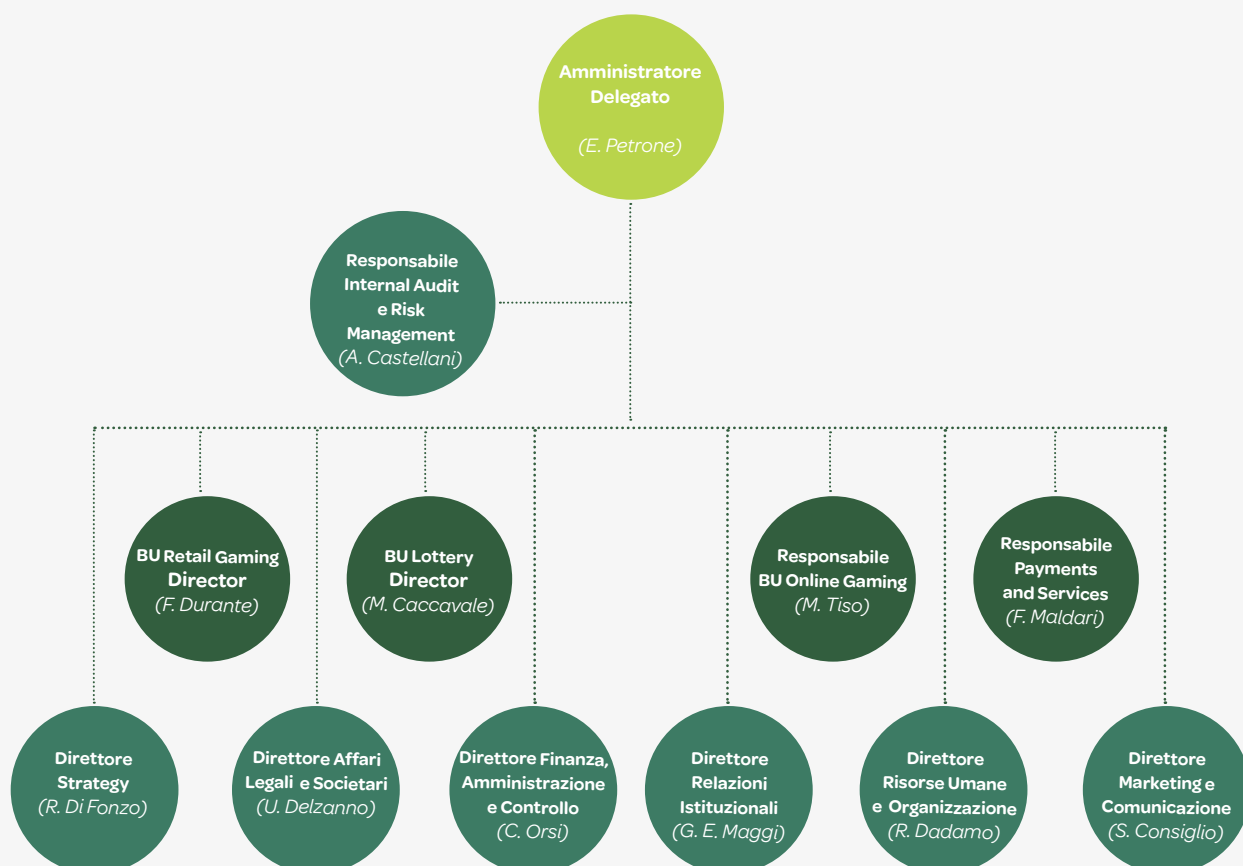 Amministratore
Delegato
(E. Petrone)
Responsabile
Internal Audit
e Risk
Management
(A. Castellani)
BU Retail Gaming
Director
(F. Durante)
BU Lottery
Director
(M. Caccavale)
Responsabile
BU Online Gaming
(M. Tiso)
Responsabile
Payments
and Services
(F. Maldari)
Direttore
Strategy
(R. Di Fonzo)
Direttore Affari
Legali e Societari
(U. Delzanno)
Direttore Finanza,
Amministrazione
e Controllo
(C. Orsi)
Direttore
Relazioni
Istituzionali
(G. E. Maggi)
Direttore
Risorse Umane
e Organizzazione
(R. Dadamo)
Direttore
Marketing e
Comunicazione
(S. Consiglio)